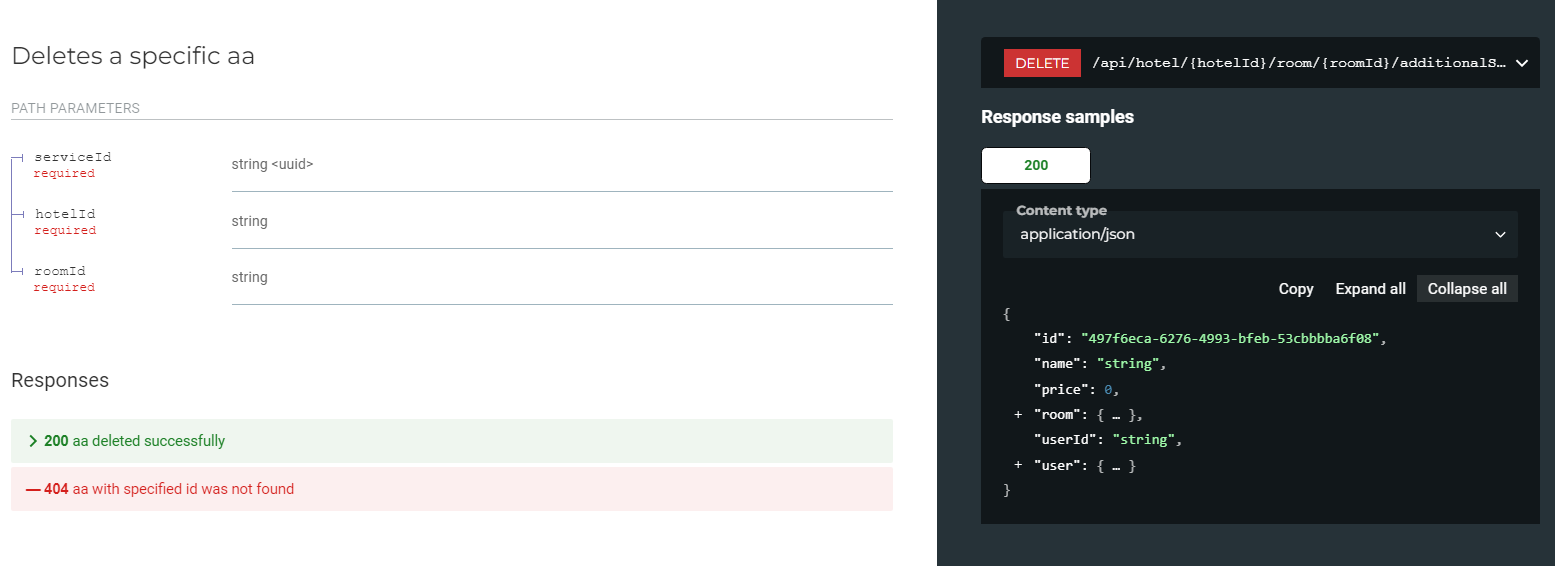 Deletes a specific aa
PATH PARAMETERS
serviceId
required
string <uuid>
hotelId
required
string
roomId
required
string
Responses
200 aa deleted successfully
404 aa with specified id was not found
DELETE /api/hotel/{hotelId}/room/{roomId}/additionalS…
Response samples
200
Content type
application/json
Copy Expand all Collapse all
{
"id": "497f6eca-6276-4993-bfeb-53cbbbba6f08",
"name": "string",
"price": 0,
+ "room": { … },
"userId": "string",
+ "user": { … }
}